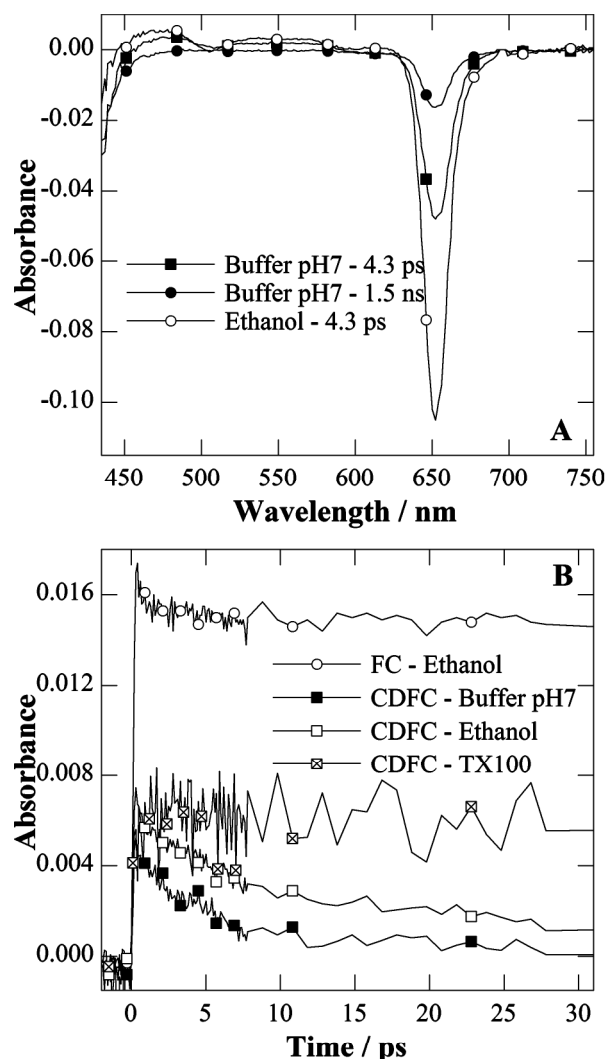 0.00
-0.02
-0.04
-0.06
-0.08
-0.10
Absorbance
Buffer pH7 - 4.3 ps
Buffer pH7 - 1.5 ns
Ethanol - 4.3 ps
A
450 500 550 600 650 700 750
Wavelength / nm
B
0.016
0.012
0.008
0.004
0.000
Absorbance
FC - Ethanol
CDFC - Buffer pH7
CDFC - Ethanol
CDFC - TX100
0 5 10 15 20 25 30
Time / ps